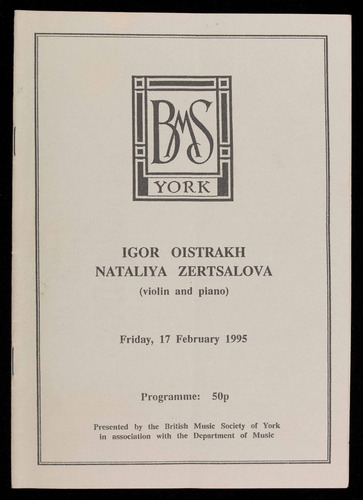 BMS
YORK
IGOR OISTRAKH
NATALIYA ZERTSALOVA
(violin and piano)
Friday, 17 February 1995
Programme: 50p
Presented by the British Music Society of York
in association with the Department of Music